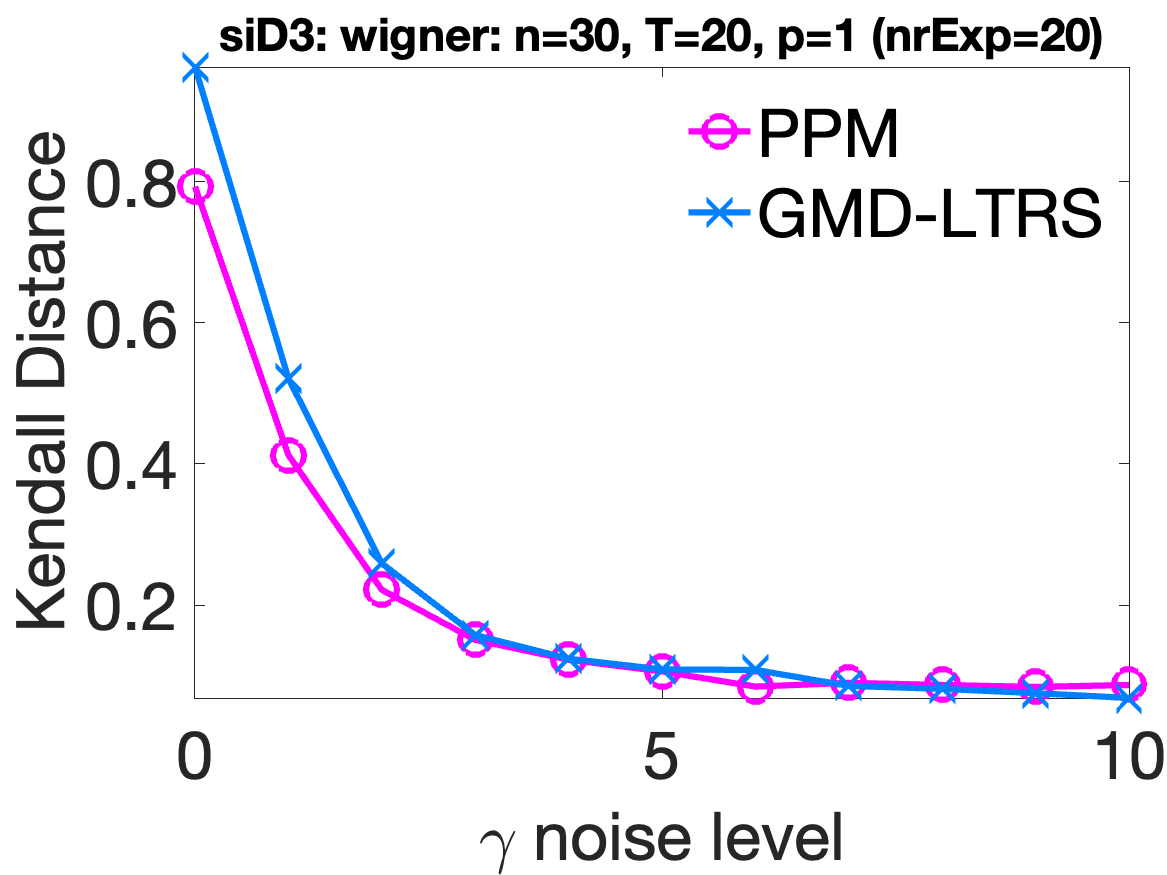 siD3: wigner: n=30, T=20, p=1 (nrExp=20)
PPM
GMD-LTRS
Kendall Distance
0.8
0.6
0.4
0.2
0 5 10
γ noise level